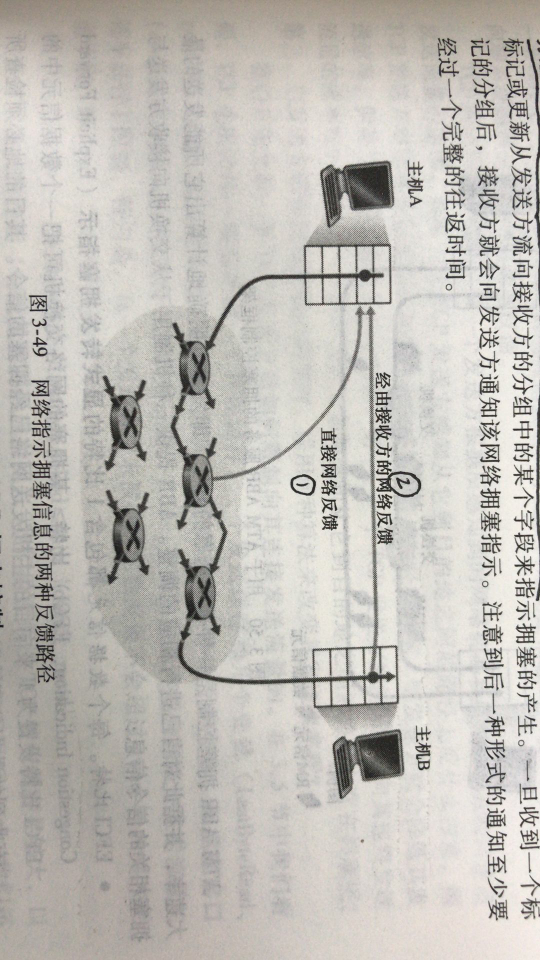 标记或更新从发送方流向接收方的分组中的某个字段来指示拥塞的产生。一旦收到一个标
记的分组后，接收方就会向发送方通知该网络拥塞指示。注意到后一种形式的通知至少要
经过一个完整的往返时间。
主机A
主机B
②
经由接收方的网络反馈
直接网络反馈
①
图3-49 网络指示拥塞信息的两种反馈路径